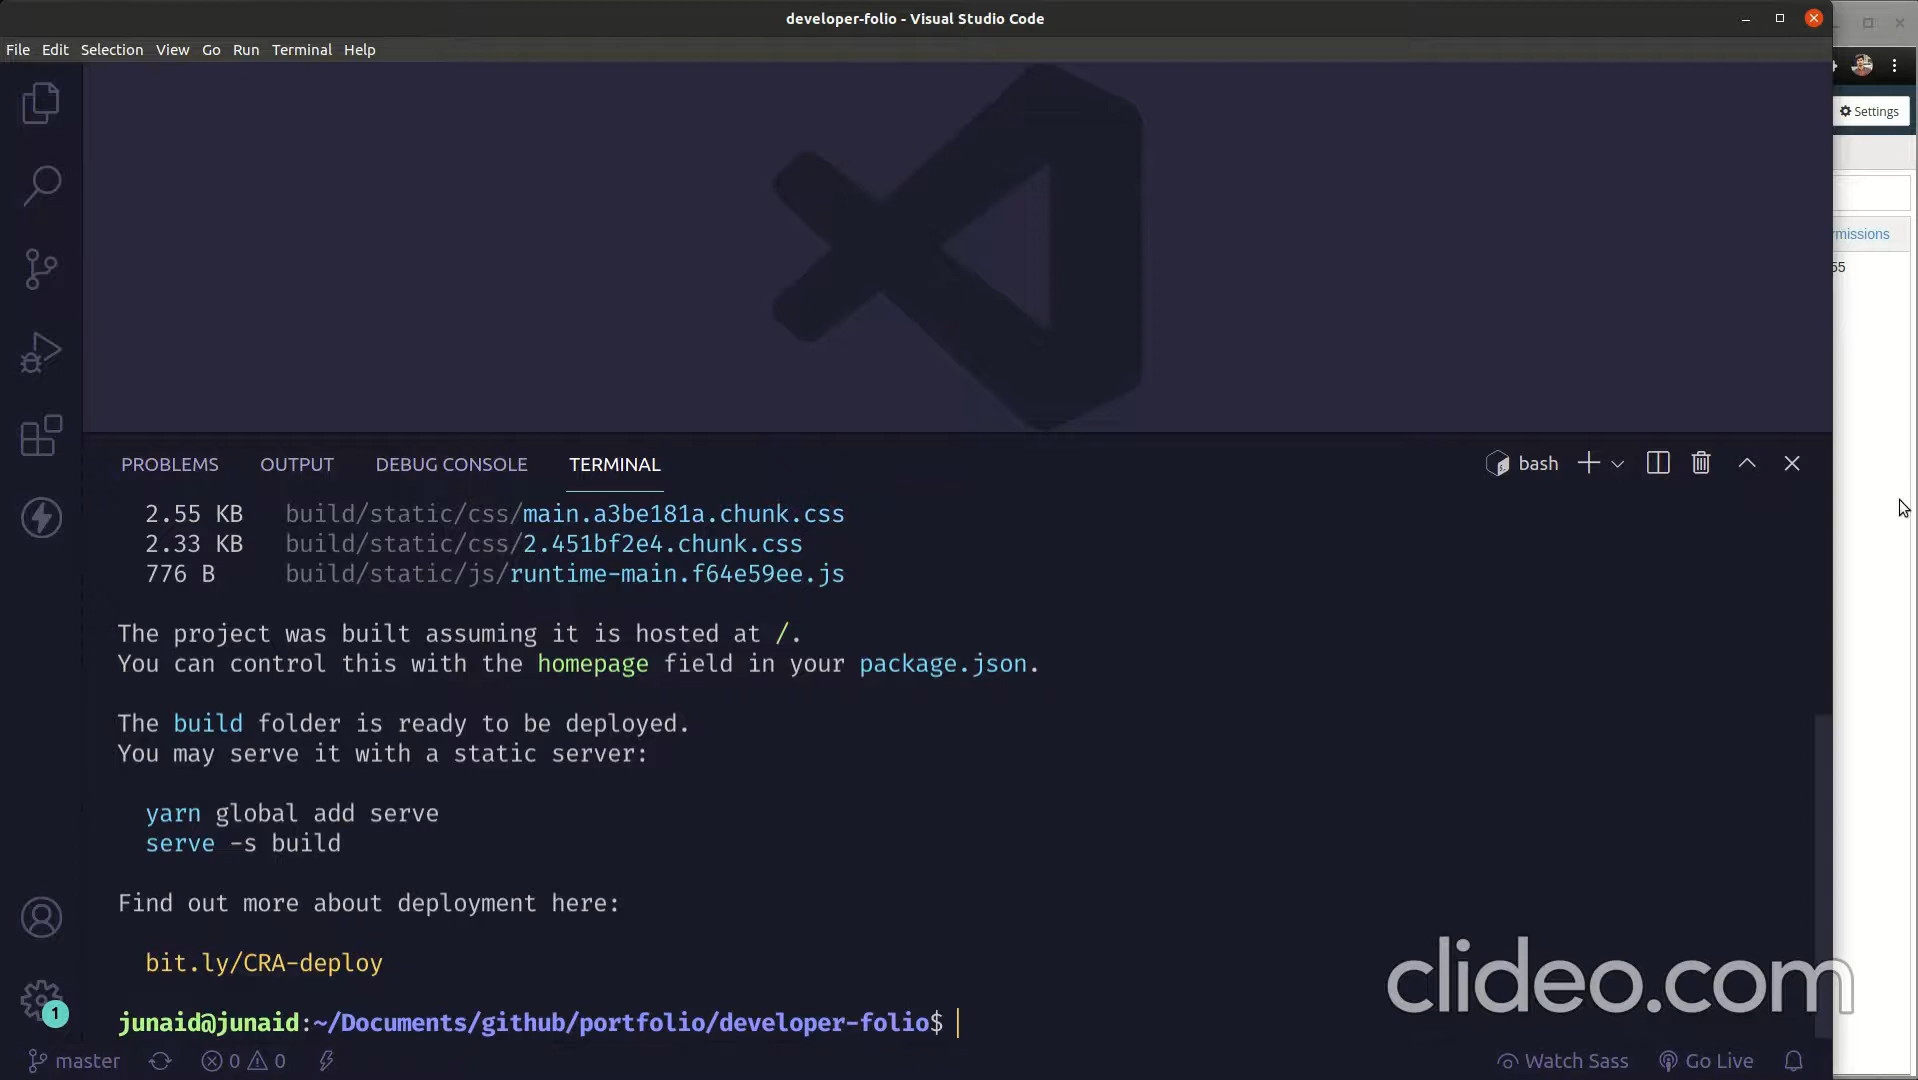 developer-folio - Visual Studio Code
File Edit Selection View Go Run Terminal Help
Settings
rmissions
55
PROBLEMS OUTPUT DEBUG CONSOLE TERMINAL bash
2.55 KB build/static/css/main.a3be181a.chunk.css
2.33 KB build/static/css/2.451bf2e4.chunk.css
776 B build/static/js/runtime-main.f64e59ee.js
The project was built assuming it is hosted at /.
You can control this with the homepage field in your package.json.
The build folder is ready to be deployed.
You may serve it with a static server:
yarn global add serve
serve -s build
Find out more about deployment here:
bit.ly/CRA-deploy
clideo.com
junaid@junaid:~/Documents/github/portfolio/developer-folio$
1
master 0 0 Watch Sass Go Live